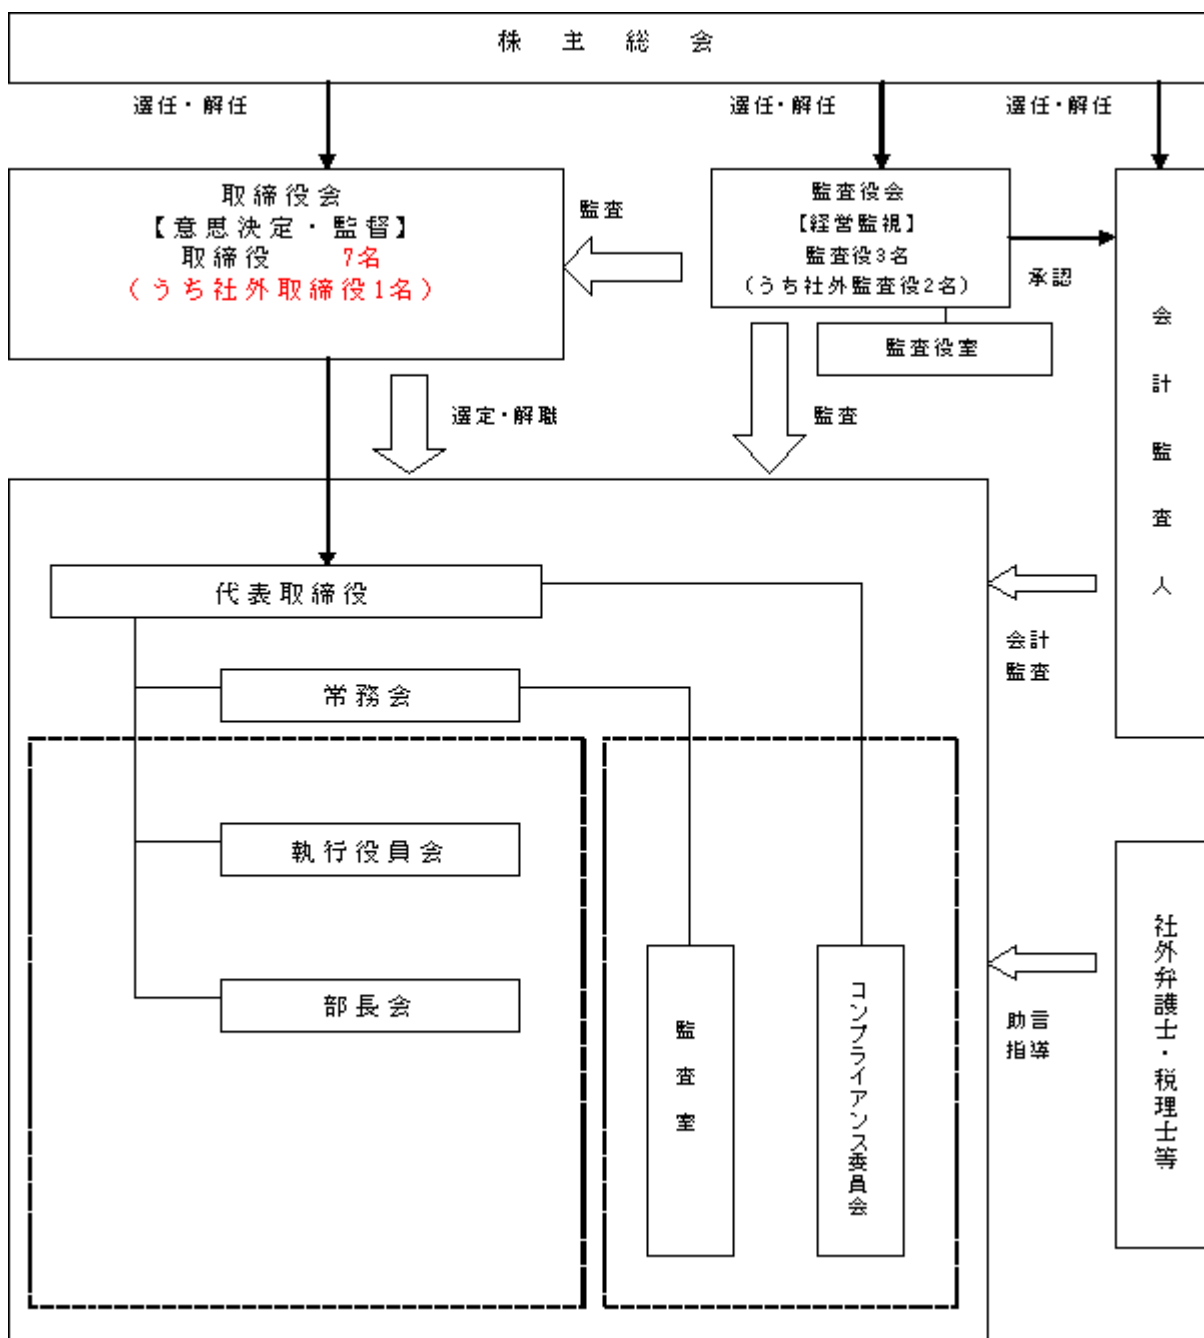 株主総会
選任・解任
選任・解任
選任・解任
取締役会
【意思決定・監督】
取締役 7名
（うち社外取締役1名）
監査
監査役会
【経営監視】
監査役3名
（うち社外監査役2名）
承認
監査役室
会計監査人
選定・解職
監査
代表取締役
会計
監査
常務会
執行役員会
部長会
監査室
コンプライアンス委員会
助言
指導
社外弁護士・税理士等